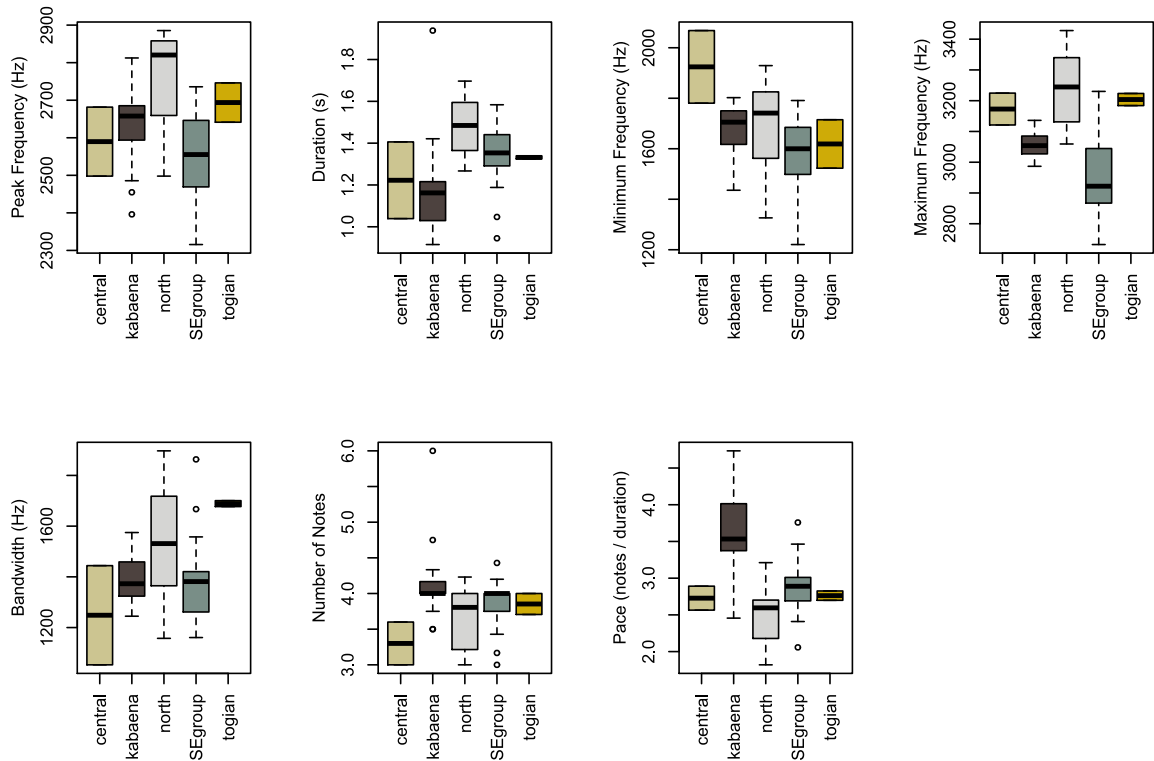 Peak Frequency (Hz)
2300
2500
2700
2900
central
kabaena
north
SEgroup
togian
Duration (s)
1.0
1.2
1.4
1.6
1.8
central
kabaena
north
SEgroup
togian
Minimum Frequency (Hz)
1200
1600
2000
central
kabaena
north
SEgroup
togian
Maximum Frequency (Hz)
2800
3000
3200
3400
central
kabaena
north
SEgroup
togian
Bandwidth (Hz)
1200
1600
central
kabaena
north
SEgroup
togian
Number of Notes
3.0
4.0
5.0
6.0
central
kabaena
north
SEgroup
togian
Pace (notes / duration)
2.0
3.0
4.0
central
kabaena
north
SEgroup
togian